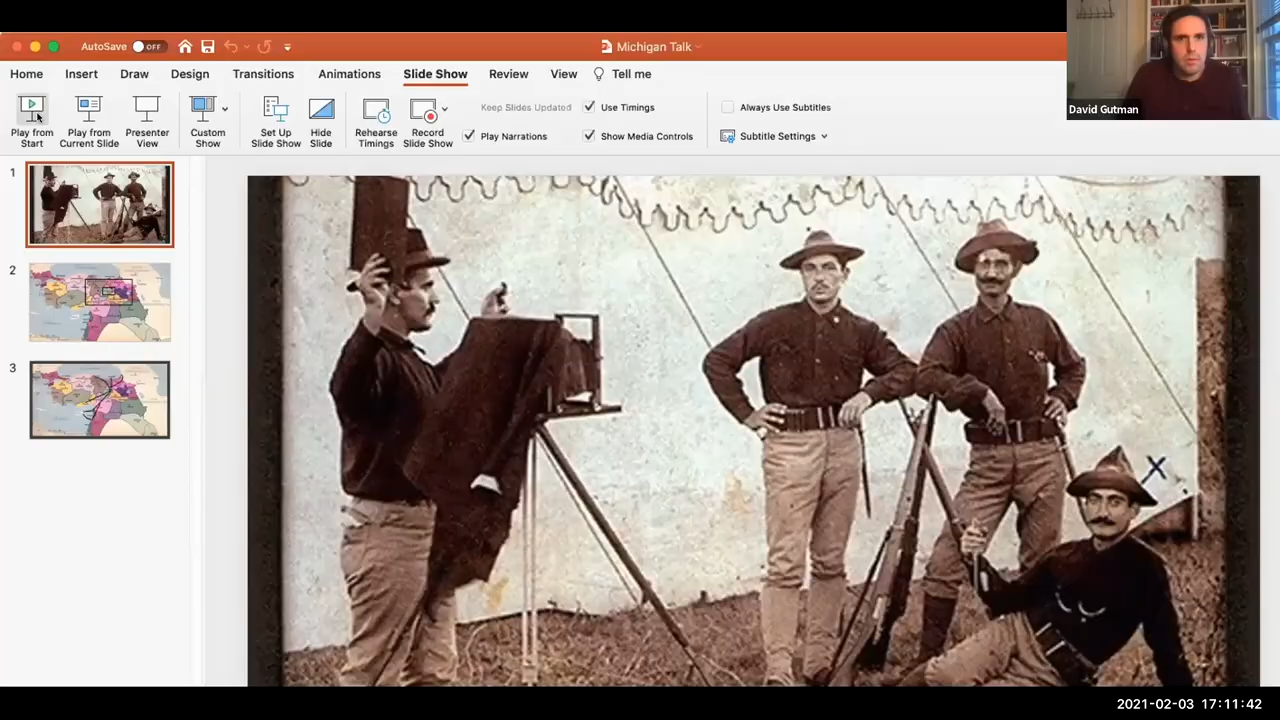 AutoSave OFF
Michigan Talk
David Gutman
Home Insert Draw Design Transitions Animations Slide Show Review View Tell me
Play from Start
Play from Current Slide
Presenter View
Custom Show
Set Up Slide Show
Hide Slide
Rehearse Timings
Record Slide Show
Keep Slides Updated
Play Narrations
Use Timings
Show Media Controls
Always Use Subtitles
Subtitle Settings
1
2
3
X
2021-02-03 17:11:42